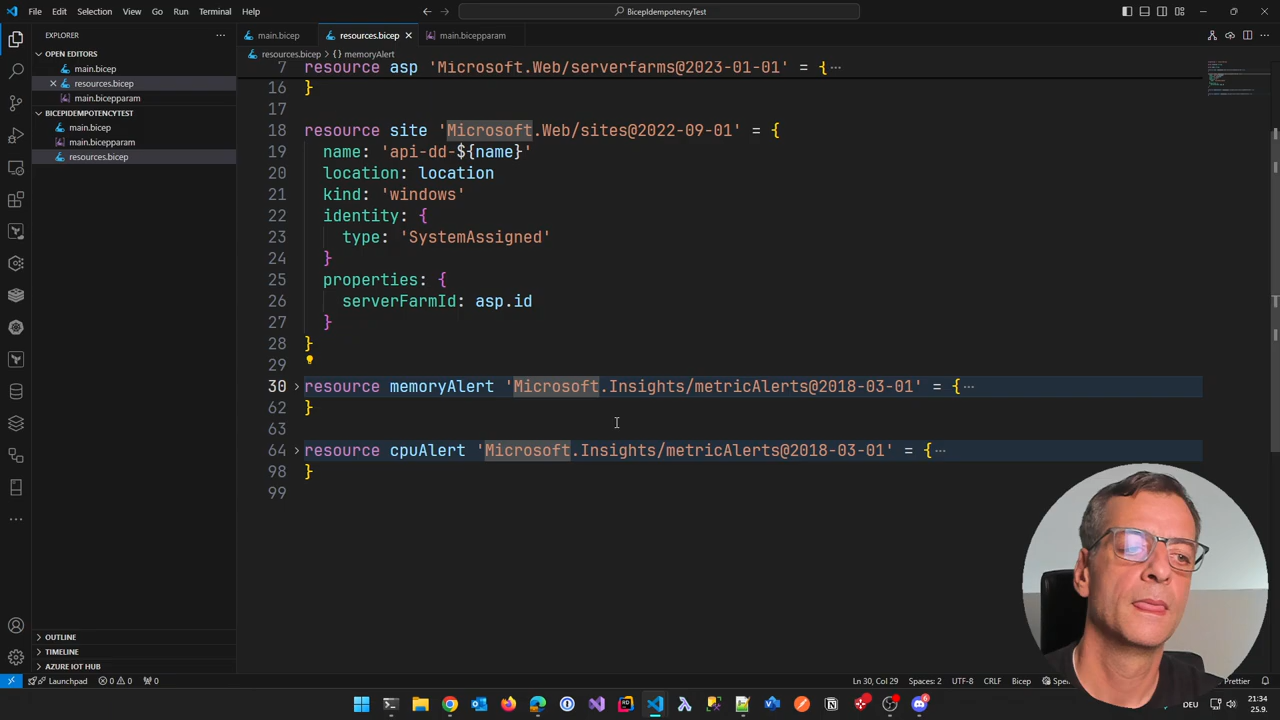 File Edit Selection View Go Run Terminal Help
BicepIdempotencyTest
EXPLORER
OPEN EDITORS
main.bicep
resources.bicep
main.bicepparam
BICEPIDEMPOTENCYTEST
main.bicep
main.bicepparam
resources.bicep
OUTLINE
TIMELINE
AZURE IOT HUB
main.bicep resources.bicep main.bicepparam
resources.bicep > {} memoryAlert
7 resource asp 'Microsoft.Web/serverfarms@2023-01-01' = {
16 }
17
18 resource site 'Microsoft.Web/sites@2022-09-01' = {
19 name: 'api-dd-${name}'
20 location: location
21 kind: 'windows'
22 identity: {
23 type: 'SystemAssigned'
24 }
25 properties: {
26 serverFarmId: asp.id
27 }
28 }
29
30 resource memoryAlert 'Microsoft.Insights/metricAlerts@2018-03-01' = {
62 }
63
64 resource cpuAlert 'Microsoft.Insights/metricAlerts@2018-03-01' = {
98 }
99
Launchpad 0 0 0 Ln 30, Col 29 Spaces: 2 UTF-8 CRLF Bicep Prettier
DEU 21:34
25.9.